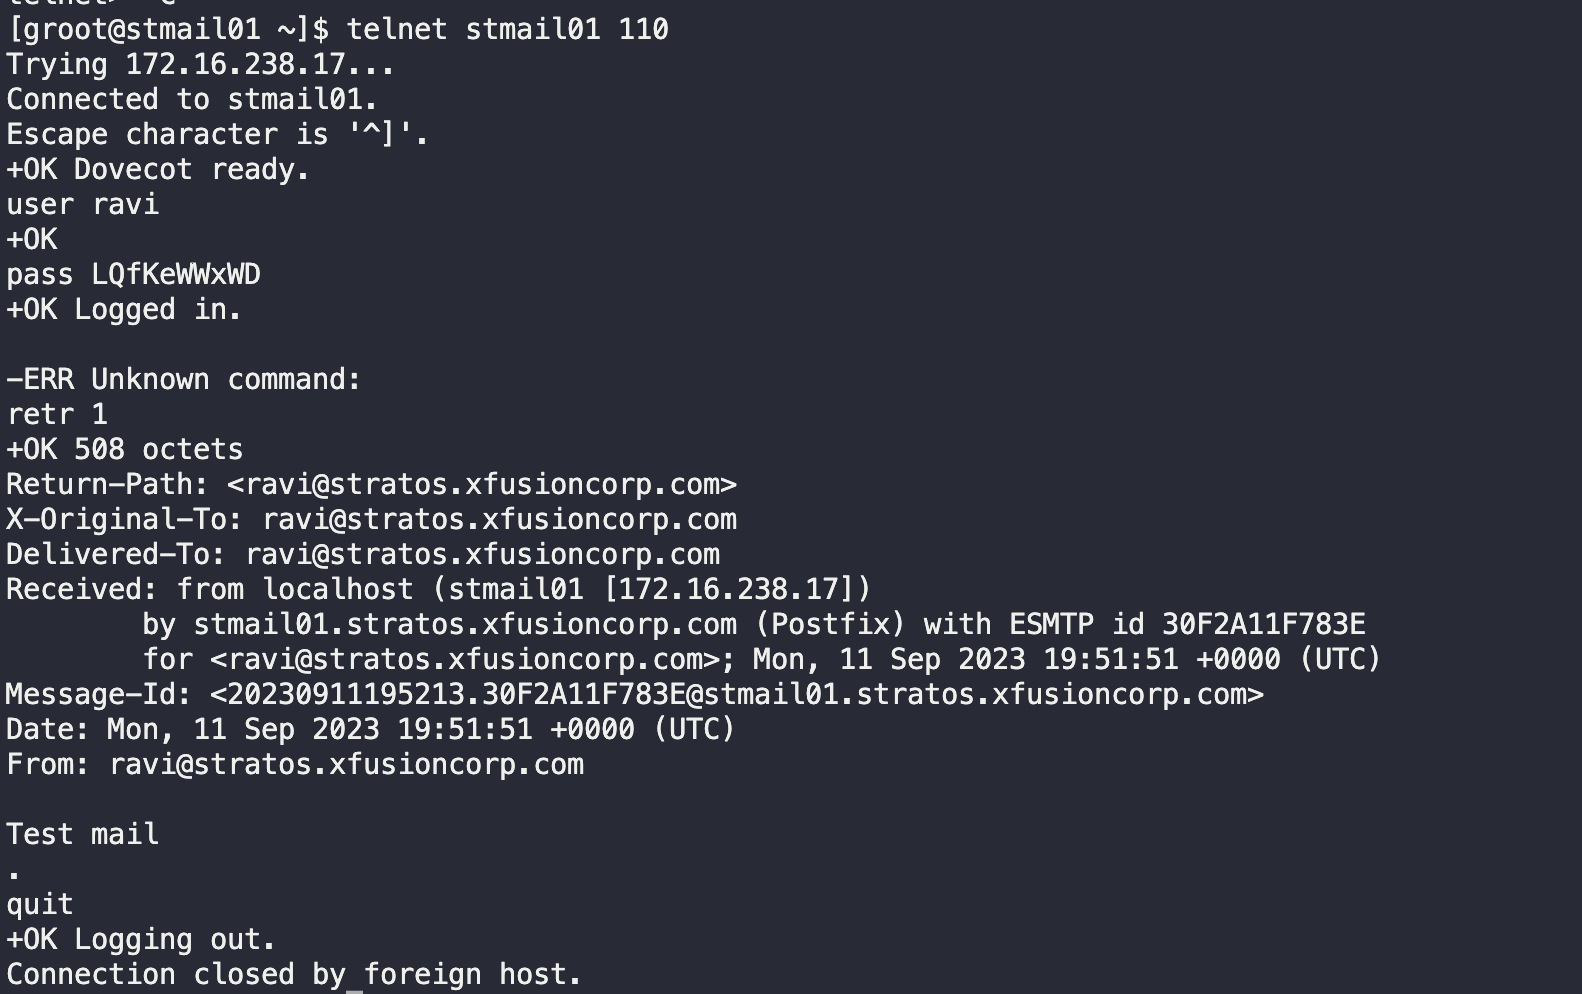 [groot@stmail01 ~]$ telnet stmail01 110
Trying 172.16.238.17...
Connected to stmail01.
Escape character is '^]'.
+OK Dovecot ready.
user ravi
+OK
pass LQfKeWWxWD
+OK Logged in.

-ERR Unknown command:
retr 1
+OK 508 octets
Return-Path: <ravi@stratos.xfusioncorp.com>
X-Original-To: ravi@stratos.xfusioncorp.com
Delivered-To: ravi@stratos.xfusioncorp.com
Received: from localhost (stmail01 [172.16.238.17])
        by stmail01.stratos.xfusioncorp.com (Postfix) with ESMTP id 30F2A11F783E
        for <ravi@stratos.xfusioncorp.com>; Mon, 11 Sep 2023 19:51:51 +0000 (UTC)
Message-Id: <20230911195213.30F2A11F783E@stmail01.stratos.xfusioncorp.com>
Date: Mon, 11 Sep 2023 19:51:51 +0000 (UTC)
From: ravi@stratos.xfusioncorp.com

Test mail
.
quit
+OK Logging out.
Connection closed by foreign host.